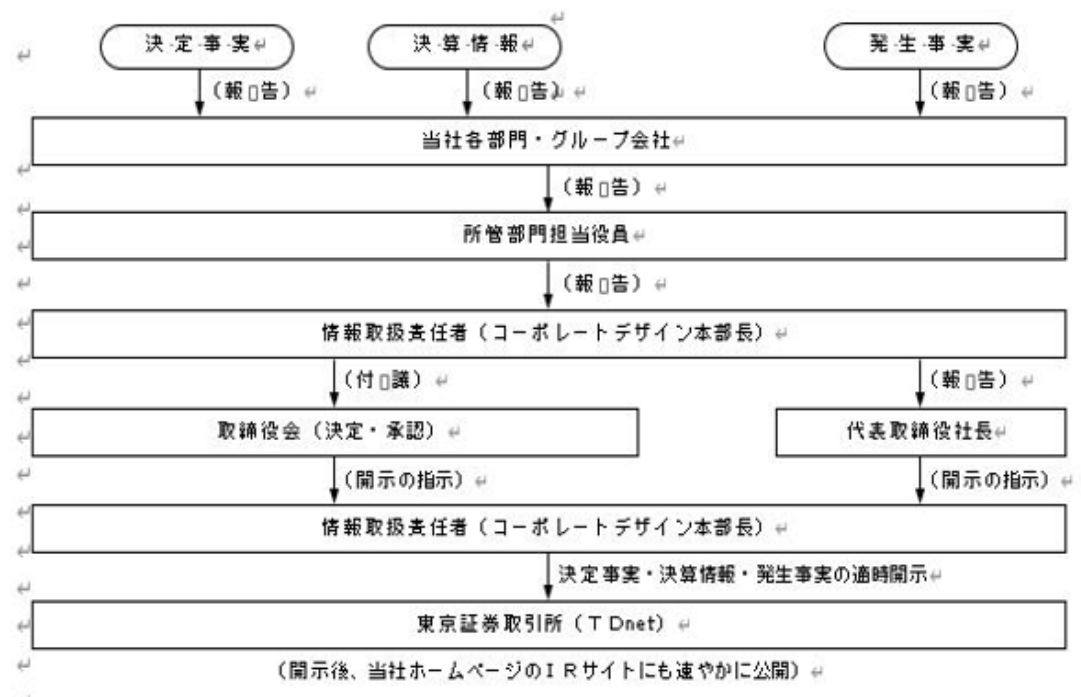 決定事実 決算情報 発生事実
（報 告） （報 告） （報 告）
当社各部門・グループ会社
（報 告）
所管部門担当役員
（報 告）
情報取扱責任者（コーポレートデザイン本部長）
（付 議） （報 告）
取締役会（決定・承認） 代表取締役社長
（開示の指示） （開示の指示）
情報取扱責任者（コーポレートデザイン本部長）
決定事実・決算情報・発生事実の適時開示
東京証券取引所（ＴDnet）
（開示後、当社ホームページのＩＲサイトにも速やかに公開）